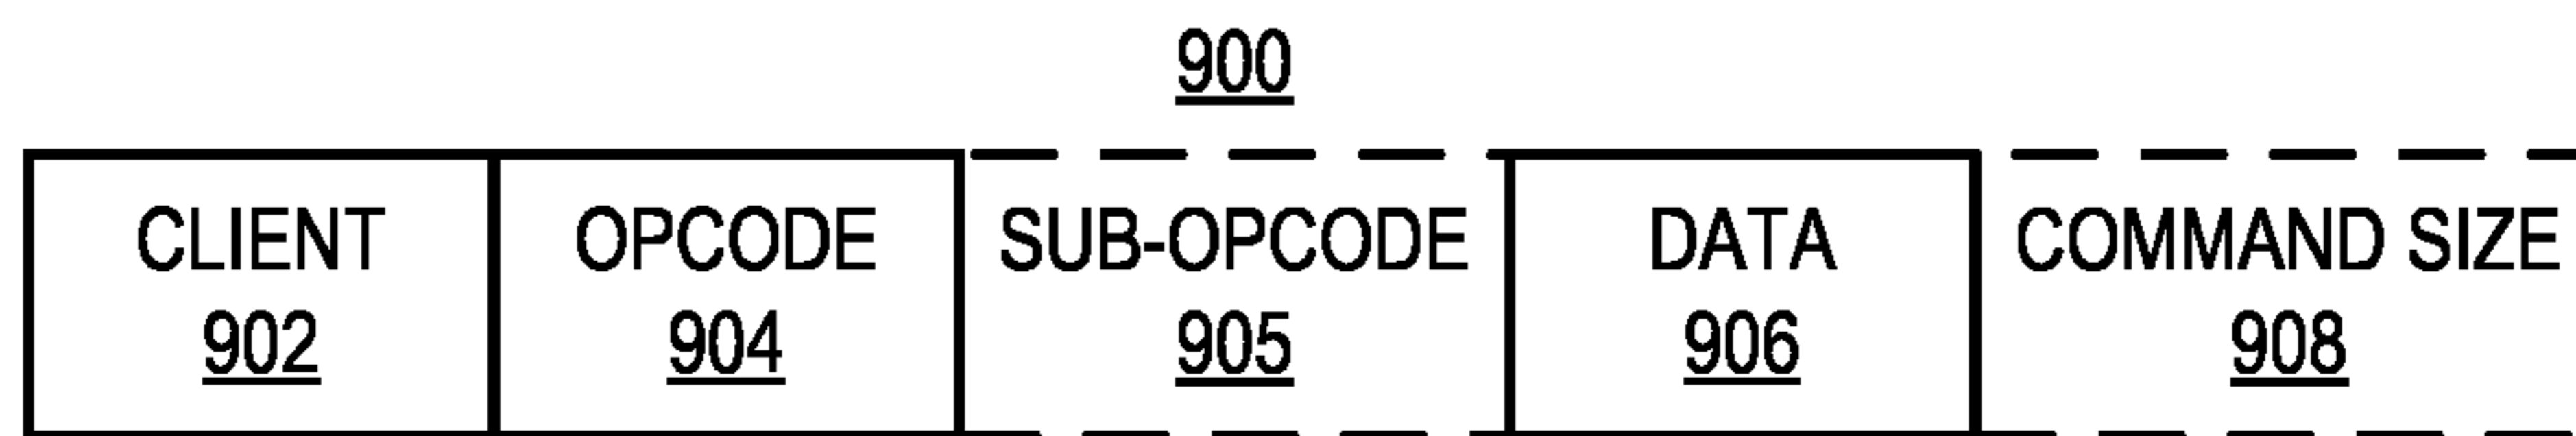 900
CLIENT
902
OPCODE
904
SUB-OPCODE
905
DATA
906
COMMAND SIZE
908